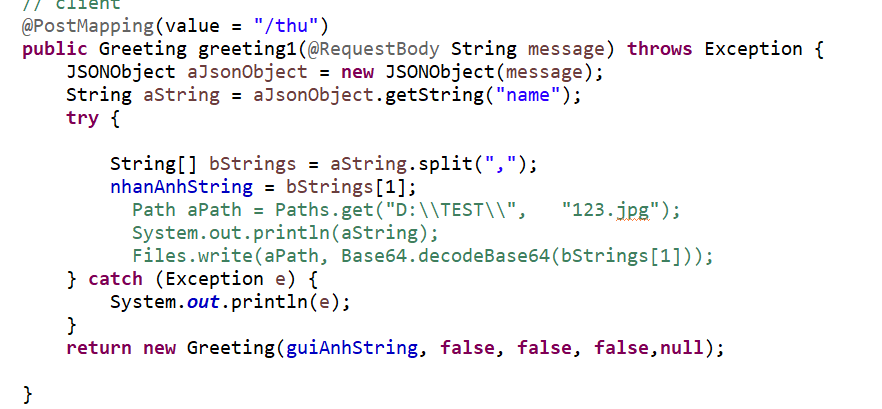 // client
@PostMapping(value = "/thu")
public Greeting greeting1(@RequestBody String message) throws Exception {
    JSONObject aJsonObject = new JSONObject(message);
    String aString = aJsonObject.getString("name");
    try {
        String[] bStrings = aString.split(",");
        nhanAnhString = bStrings[1];
          Path aPath = Paths.get("D:\\TEST\\",   "123.jpg");
          System.out.println(aString);
          Files.write(aPath, Base64.decodeBase64(bStrings[1]));
    } catch (Exception e) {
        System.out.println(e);
    }
    return new Greeting(guiAnhString, false, false, false,null);
}